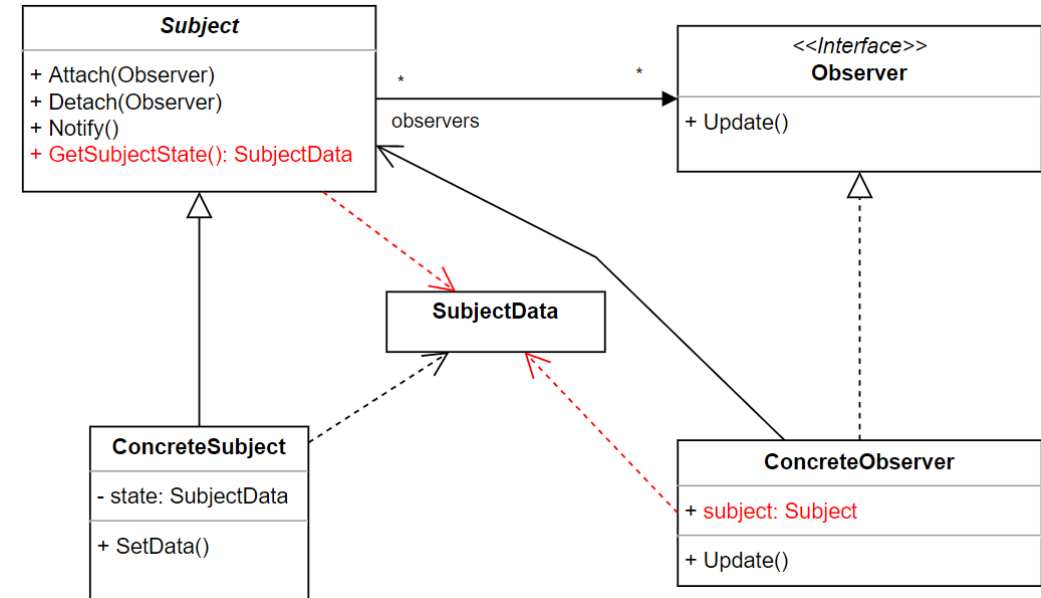 Subject
+ Attach(Observer)
+ Detach(Observer)
+ Notify()
+ GetSubjectState(): SubjectData
*
*
observers
<<Interface>>
Observer
+ Update()
SubjectData
ConcreteSubject
- state: SubjectData
+ SetData()
ConcreteObserver
+ subject: Subject
+ Update()